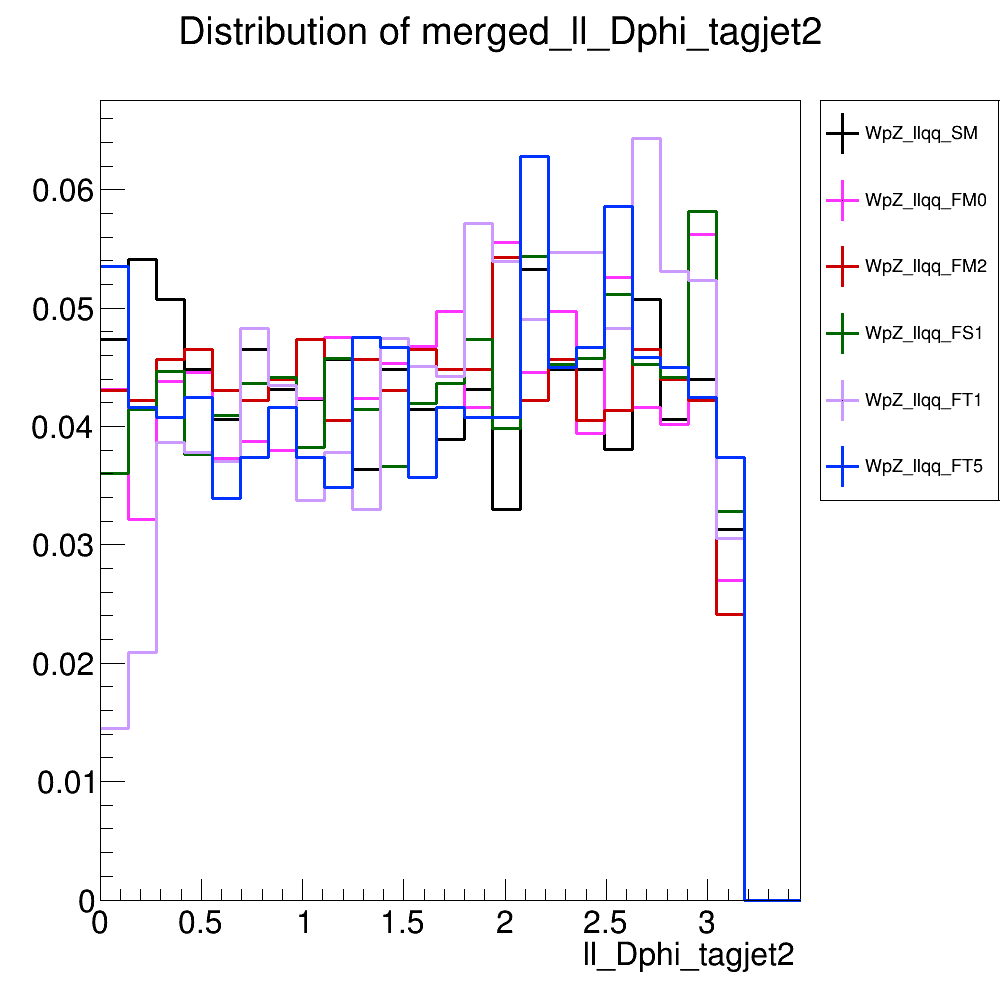 Distribution of merged_ll_Dphi_tagjet2
0.06
0.05
0.04
0.03
0.02
0.01
0
0 0.5 1 1.5 2 2.5 3
ll_Dphi_tagjet2
WpZ_llqq_SM
WpZ_llqq_FM0
WpZ_llqq_FM2
WpZ_llqq_FS1
WpZ_llqq_FT1
WpZ_llqq_FT5